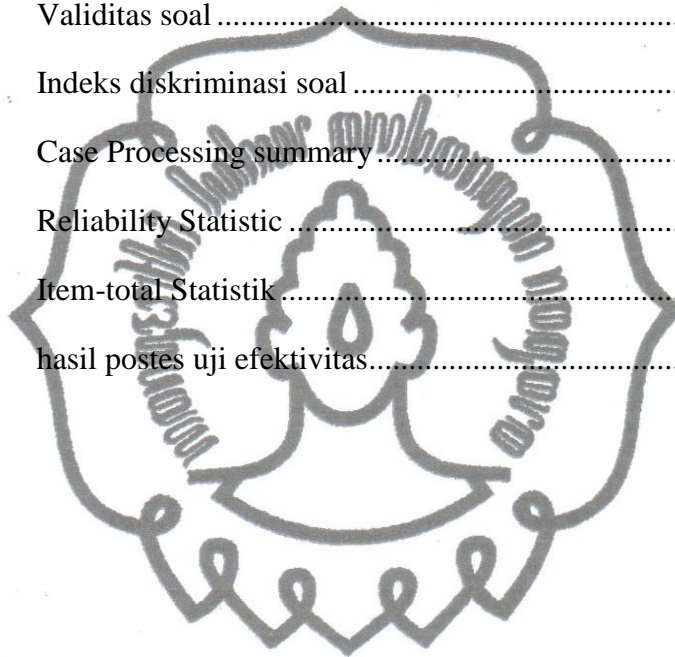 Validitas soal ..................................................
Indeks diskriminasi soal ........................................
Case Processing summary .....................................
Reliability Statistic ................................................
Item-total Statistik .................................................
hasil postes uji efektivitas......................................